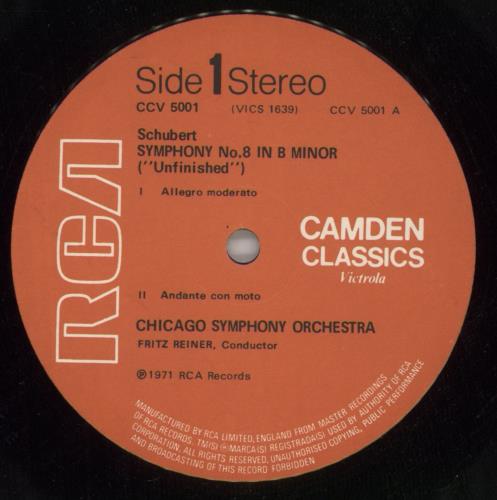 Side 1 Stereo
CCV 5001 (VICS 1639) CCV 5001 A
Schubert
SYMPHONY No.8 IN B MINOR
(''Unfinished'')
I Allegro moderato
RCA
CAMDEN
CLASSICS
Victrola
II Andante con moto
CHICAGO SYMPHONY ORCHESTRA
FRITZ REINER, Conductor
℗1971 RCA Records
MANUFACTURED BY RCA LIMITED, ENGLAND FROM MASTER RECORDINGS
OF RCA RECORDS. TM(S) ® MARCA(S) REGISTRADA(S) USED BY AUTHORITY OF RCA
CORPORATION. ALL RIGHTS RESERVED. UNAUTHORISED COPYING, PUBLIC PERFORMANCE
AND BROADCASTING OF THIS RECORD FORBIDDEN